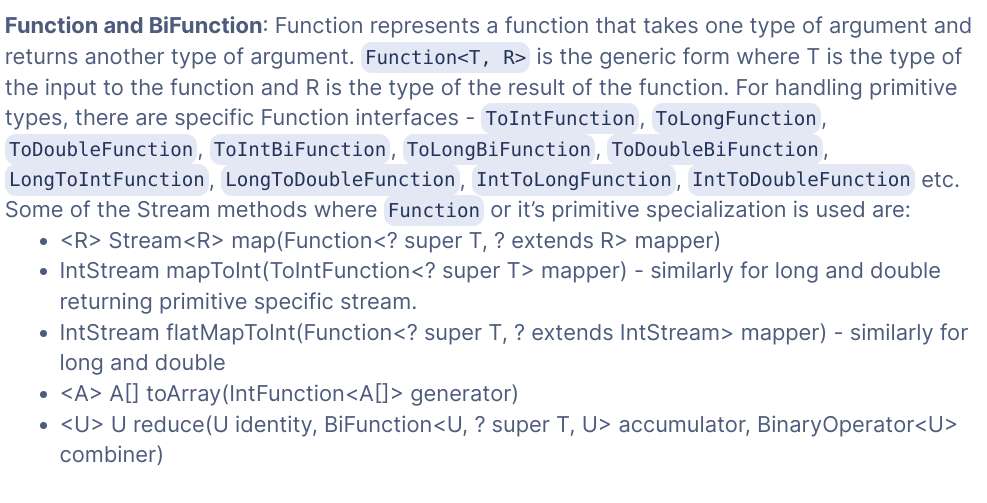 Function and BiFunction: Function represents a function that takes one type of argument and
returns another type of argument. Function<T, R> is the generic form where T is the type of
the input to the function and R is the type of the result of the function. For handling primitive
types, there are specific Function interfaces - ToIntFunction, ToLongFunction,
ToDoubleFunction, ToIntBiFunction, ToLongBiFunction, ToDoubleBiFunction,
LongToIntFunction, LongToDoubleFunction, IntToLongFunction, IntToDoubleFunction etc.
Some of the Stream methods where Function or it’s primitive specialization is used are:
• <R> Stream<R> map(Function<? super T, ? extends R> mapper)
• IntStream mapToInt(ToIntFunction<? super T> mapper) - similarly for long and double
returning primitive specific stream.
• IntStream flatMapToInt(Function<? super T, ? extends IntStream> mapper) - similarly for
long and double
• <A> A[] toArray(IntFunction<A[]> generator)
• <U> U reduce(U identity, BiFunction<U, ? super T, U> accumulator, BinaryOperator<U>
combiner)